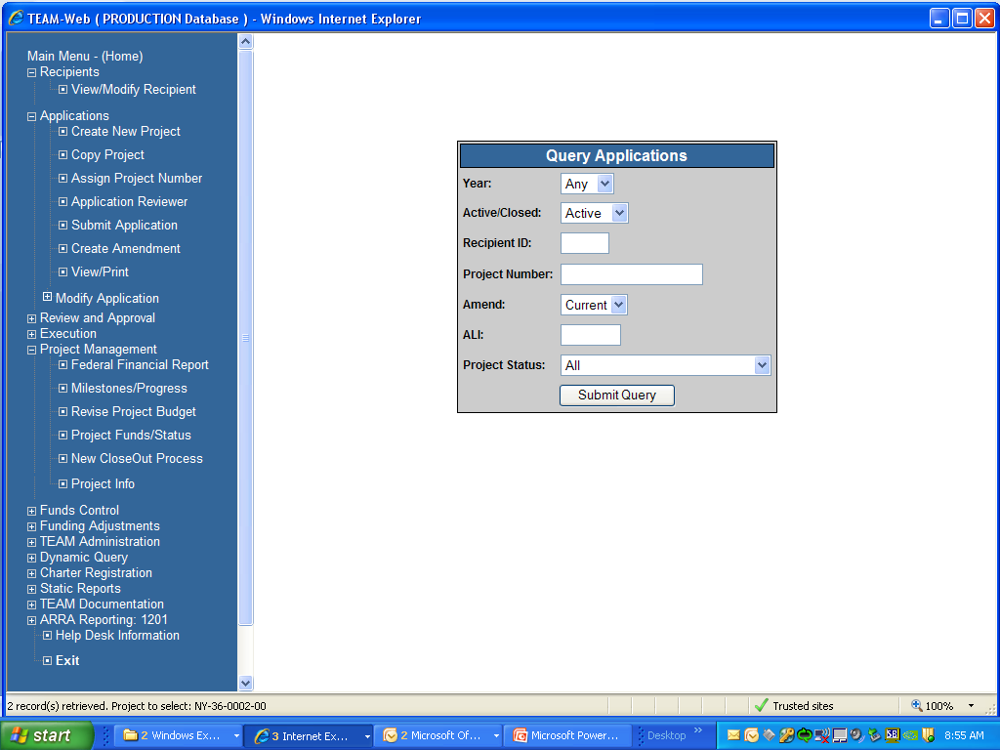 TEAM-Web ( PRODUCTION Database ) - Windows Internet Explorer
Main Menu - (Home)
Recipients
View/Modify Recipient
Applications
Create New Project
Copy Project
Assign Project Number
Application Reviewer
Submit Application
Create Amendment
View/Print
Modify Application
Review and Approval
Execution
Project Management
Federal Financial Report
Milestones/Progress
Revise Project Budget
Project Funds/Status
New CloseOut Process
Project Info
Funds Control
Funding Adjustments
TEAM Administration
Dynamic Query
Charter Registration
Static Reports
TEAM Documentation
ARRA Reporting: 1201
Help Desk Information
Exit
Query Applications
Year: Any
Active/Closed: Active
Recipient ID:
Project Number:
Amend: Current
ALI:
Project Status: All
Submit Query
2 record(s) retrieved. Project to select: NY-36-0002-00 Trusted sites 100%
start 2 Windows Ex... 3 Internet Ex... 2 Microsoft Of... Microsoft Power... Desktop » SBI 8:55 AM